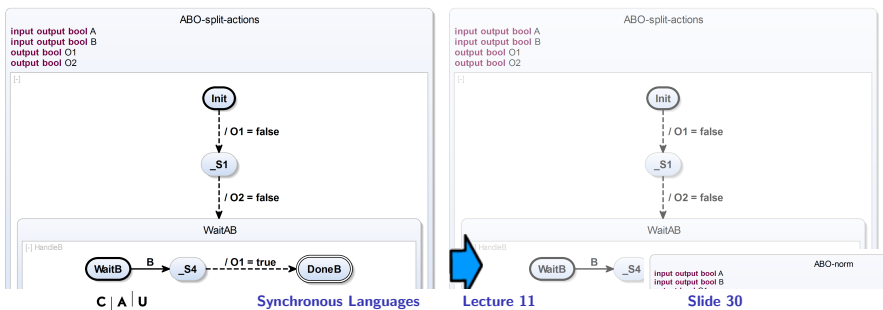 ABO-split-actions
input output bool A
input output bool B
output bool O1
output bool O2
[-]
Init
/ O1 = false
_S1
/ O2 = false
WaitAB
[-] HandleB
WaitB
B
_S4
/ O1 = true
DoneB
ABO-split-actions
input output bool A
input output bool B
output bool O1
output bool O2
[-]
Init
/ O1 = false
_S1
/ O2 = false
WaitAB
HandleB
WaitB
B
_S4
ABO-norm
input output bool A
input output bool B
C A U Synchronous Languages Lecture 11 Slide 30